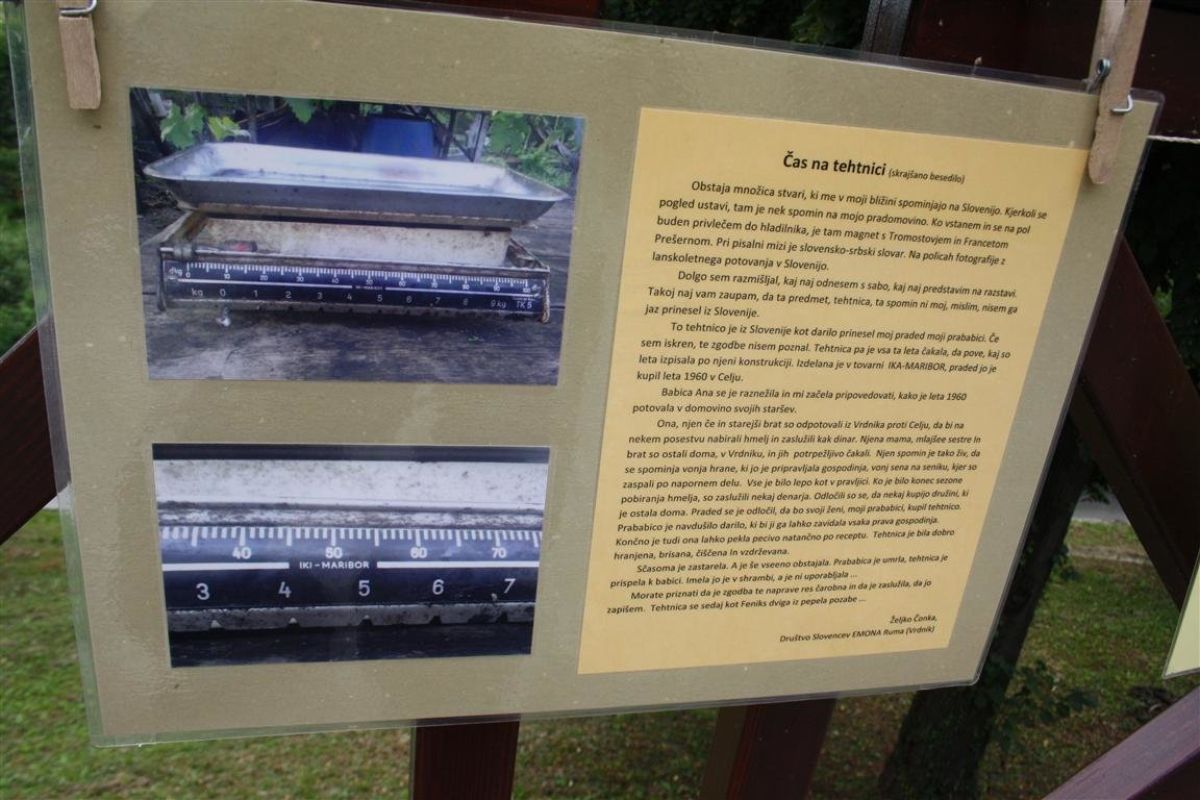 Čas na tehtnici (skrajšano besedilo)
Obstaja množica stvari, ki me v moji bližini spominjajo na Slovenijo. Kjerkoli se
pogled ustavi, tam je nek spomin na mojo pradomovino. Ko vstanem in se na pol
buden privlečem do hladilnika, je tam magnet s Tromostovjem in Francetom
Prešernom. Pri pisalni mizi je slovensko-srbski slovar. Na policah fotografije z
lanskoletnega potovanja v Slovenijo.
Dolgo sem razmišljal, kaj naj odnesem s sabo, kaj naj predstavim na razstavi.
Takoj naj vam zaupam, da ta predmet, tehtnica, ta spomin ni moj, mislim, nisem ga
jaz prinesel iz Slovenije.
To tehtnico je iz Slovenije kot darilo prinesel moj praded moji prababici. Če
sem iskren, te zgodbe nisem poznal. Tehtnica pa je vsa ta leta čakala, da pove, kaj so
leta izpisala po njeni konstrukciji. Izdelana je v tovarni IKA-MARIBOR, praded jo je
kupil leta 1960 v Celju.
Babica Ana se je raznežila in mi začela pripovedovati, kako je leta 1960
potovala v domovino svojih staršev.
Ona, njen če in starejši brat so odpotovali iz Vrdnika proti Celju, da bi na
nekem posestvu nabirali hmelj in zaslužili kak dinar. Njena mama, mlajšee sestre in
brat so ostali doma, v Vrdniku, in jih potrpežljivo čakali. Njen spomin je tako živ, da
se spominja vonja hrane, ki jo je pripravljala gospodinja, vonj sena na seniku, kjer so
zaspali po napornem delu. Vse je bilo lepo kot v pravljici. Ko je bilo konec sezone
pobiranja hmelja, so zaslužili nekaj denarja. Odločili so se, da nekaj kupijo družini, ki
je ostala doma. Praded se je odločil, da bo svoji ženi, moji prababici, kupil tehtnico.
Prababico je navdušilo darilo, ki bi ji ga lahko zavidala vsaka prava gospodinja.
Končno je tudi ona lahko pekla pecivo natančno po receptu. Tehtnica je bila dobro
hranjena, brisana, čiščena in vzdrževana.
Sčasoma je zastarela. A je še vseeno obstajala. Prababica je umrla, tehtnica je
prispela k babici. Imela jo je v shrambi, a je ni uporabljala ...
Morate priznati da je zgodba te naprave res čarobna in da je zaslužila, da jo
zapišem. Tehtnica se sedaj kot Feniks dviga iz pepela pozabe ...
Željko Čonka,
Društvo Slovencev EMONA Ruma (Vrdnik)
dkg 0 10 20 30 40 50 60 70 80 90 100
IKI-MARIBOR
kg 0 1 2 3 4 5 6 7 8 9 kg TK 5
40 50 60 70
IKI-MARIBOR
3 4 5 6 7